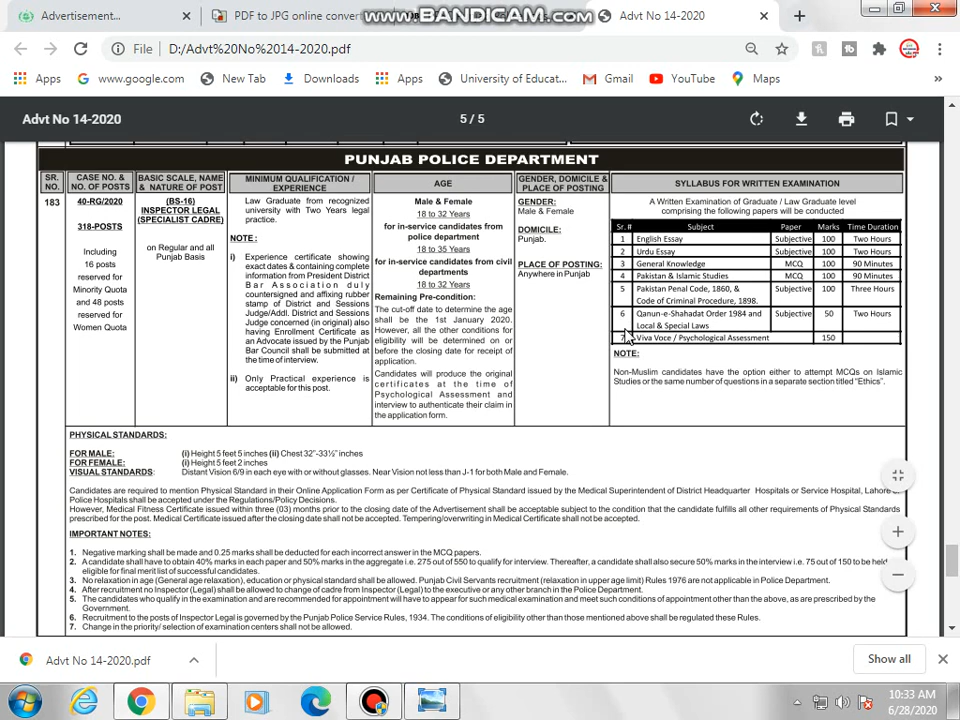 Advertisement...
PDF to JPG online conver
WWW.BANDICAM.COM
Advt No 14-2020
File
D:/Advt%20No%2014-2020.pdf
Apps
www.google.com
New Tab
Downloads
Apps
University of Educat...
Gmail
YouTube
Maps
»
Advt No 14-2020
5 / 5
PUNJAB POLICE DEPARTMENT
SR.
NO.
CASE NO. &
NO. OF POSTS
BASIC SCALE, NAME
& NATURE OF POST
MINIMUM QUALIFICATION /
EXPERIENCE
AGE
GENDER, DOMICILE &
PLACE OF POSTING
SYLLABUS FOR WRITTEN EXAMINATION
183
40-RG/2020
318-POSTS
Including
16 posts
reserved for
Minority Quota
and 48 posts
reserved for
Women Quota
(BS-16)
INSPECTOR LEGAL
(SPECIALIST CADRE)
on Regular and all
Punjab Basis
Law Graduate from recognized
university with Two Years legal
practice.
NOTE :
i) Experience certificate showing
exact dates & containing complete
information from President District
Bar Association duly
countersigned and affixing rubber
stamp of District and Sessions
Judge/Addl. District and Sessions
Judge concerned (in original) also
having Enrollment Certificate as
an Advocate issued by the Punjab
Bar Council shall be submitted at
the time of interview.
ii) Only Practical experience is
acceptable for this post.
Male & Female
18 to 32 Years
for in-service candidates from
police department
18 to 35 Years
for in-service candidates from civil
departments
18 to 32 Years
Remaining Pre-condition:
The cut-off date to determine the age
shall be the 1st January 2020.
However, all the other conditions for
eligibility will be determined on or
before the closing date for receipt of
application.
Candidates will produce the original
certificates at the time of
Psychological Assessment and
interview to authenticate their claim in
the application form.
GENDER:
Male & Female
DOMICILE:
Punjab.
PLACE OF POSTING:
Anywhere in Punjab
A Written Examination of Graduate / Law Graduate level
comprising the following papers will be conducted
Sr. # Subject Paper Marks Time Duration
1 English Essay Subjective 100 Two Hours
2 Urdu Essay Subjective 100 Two Hours
3 General Knowledge MCQ 100 90 Minutes
4 Pakistan & Islamic Studies MCQ 100 90 Minutes
5 Pakistan Penal Code, 1860, & Subjective 100 Three Hours
Code of Criminal Procedure, 1898.
6 Qanun-e-Shahadat Order 1984 and Subjective 50 Two Hours
Local & Special Laws
7 Viva Voce / Psychological Assessment 150
NOTE:
Non-Muslim candidates have the option either to attempt MCQs on Islamic
Studies or the same number of questions in a separate section titled "Ethics".
PHYSICAL STANDARDS:
FOR MALE: (i) Height 5 feet 5 inches (ii) Chest 32"-33½" inches
FOR FEMALE: (i) Height 5 feet 2 inches
VISUAL STANDARDS: Distant Vision 6/9 in each eye with or without glasses. Near Vision not less than J-1 for both Male and Female.
Candidates are required to mention Physical Standard in their Online Application Form as per Certificate of Physical Standard issued by the Medical Superintendent of District Headquarter Hospitals or Service Hospital, Lahore
Police Hospitals shall be accepted under the Regulations/Policy Decisions.
However, Medical Fitness Certificate issued within three (03) months prior to the closing date of the Advertisement shall be acceptable subject to the condition that the candidate fulfills all other requirements of Physical Standards
prescribed for the post. Medical Certificate issued after the closing date shall not be accepted. Tempering/overwriting in Medical Certificate shall not be accepted.
IMPORTANT NOTES:
1. Negative marking shall be made and 0.25 marks shall be deducted for each incorrect answer in the MCQ papers.
2. A candidate shall have to obtain 40% marks in each paper and 50% marks in the aggregate i.e. 275 out of 550 to qualify for interview. Thereafter, a candidate shall also secure 50% marks in the interview i.e. 75 out of 150 to be held
eligible for final merit list of successful candidates.
3. No relaxation in age (General age relaxation), education or physical standard shall be allowed. Punjab Civil Servants recruitment (relaxation in upper age limit) Rules 1976 are not applicable in Police Department.
4. After recruitment no Inspector (Legal) shall be allowed to change of cadre from Inspector (Legal) to the executive or any other branch in the Police Department.
5. The candidates who qualify in the examination and are recommended for appointment will have to appear for such medical examination and meet such conditions of appointment other than the above, as are prescribed by the
Government.
6. Recruitment to the posts of Inspector Legal is governed by the Punjab Police Service Rules, 1934. The conditions of eligibility other than those mentioned above shall be regulated these Rules.
7. Change in the priority/ selection of examination centers shall not be allowed.
Advt No 14-2020.pdf
Show all
10:33 AM
6/28/2020